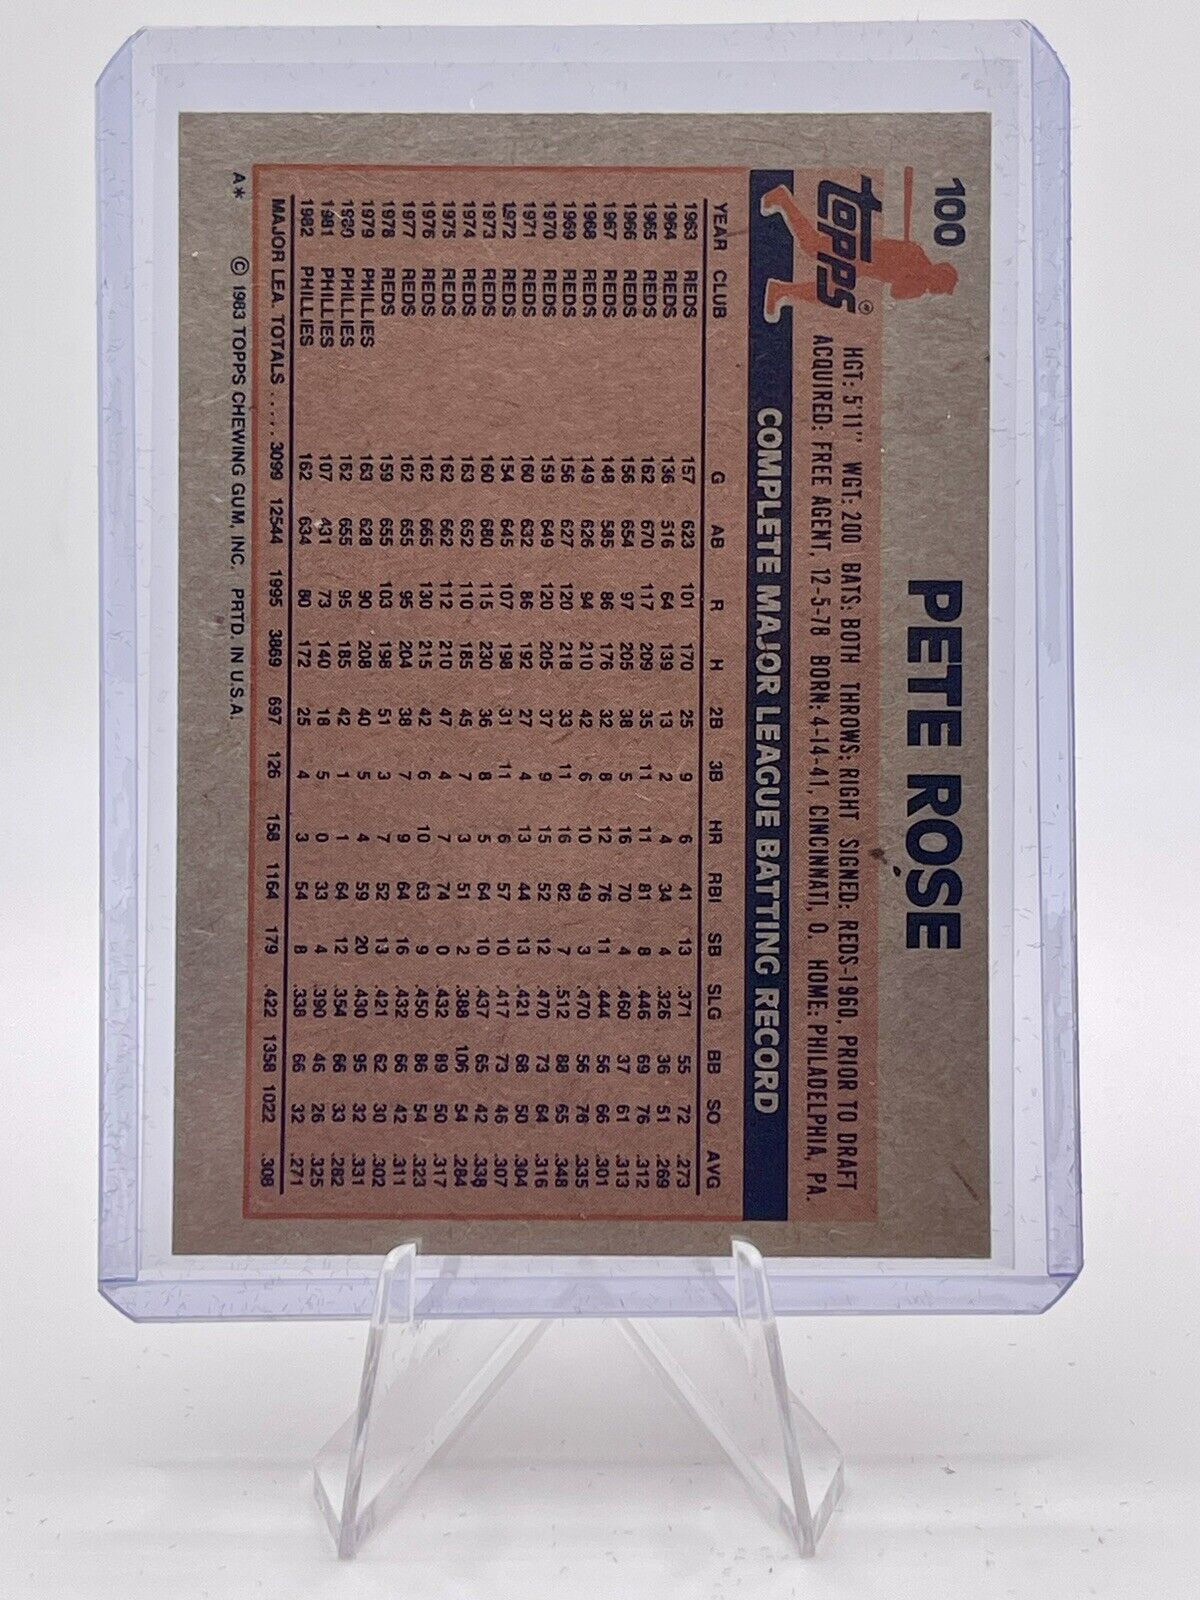 100
PETE ROSE
topps®
HGT: 5'11" WGT: 200 BATS: BOTH THROWS: RIGHT SIGNED: REDS-1960, PRIOR TO DRAFT
ACQUIRED: FREE AGENT, 12-5-78 BORN: 4-14-41, CINCINNATI, O. HOME: PHILADELPHIA, PA.
COMPLETE MAJOR LEAGUE BATTING RECORD
YEAR CLUB G AB R H 2B 3B HR RBI SB SLG BB SO AVG
1963 REDS 157 623 101 170 25 9 6 41 13 .371 55 72 .273
1964 REDS 136 516 64 139 13 2 4 34 4 .326 36 51 .269
1965 REDS 162 670 117 209 35 11 11 81 8 .446 69 76 .312
1966 REDS 156 654 97 205 38 5 16 70 4 .460 37 61 .313
1967 REDS 148 585 86 176 32 8 12 76 11 .444 56 66 .301
1968 REDS 149 626 94 210 42 6 10 49 3 .470 56 76 .335
1969 REDS 156 627 120 218 33 11 16 82 7 .512 88 65 .348
1970 REDS 159 649 120 205 37 9 15 52 12 .470 73 64 .316
1971 REDS 160 632 86 192 27 4 13 44 13 .421 68 50 .304
1972 REDS 154 645 107 198 31 11 6 57 10 .417 73 46 .307
1973 REDS 160 680 115 230 36 8 5 64 10 .437 65 42 .338
1974 REDS 163 652 110 185 45 7 3 51 2 .388 106 54 .284
1975 REDS 162 662 112 210 47 4 7 74 0 .432 89 50 .317
1976 REDS 162 665 130 215 42 6 10 63 9 .450 86 54 .323
1977 REDS 162 655 95 204 38 7 9 64 16 .432 66 42 .311
1978 REDS 159 655 103 198 51 3 7 52 13 .421 62 30 .302
1979 PHILLIES 163 628 90 208 40 5 4 59 20 .430 95 32 .331
1980 PHILLIES 162 655 95 185 42 1 1 64 12 .354 66 33 .282
1981 PHILLIES 107 431 73 140 18 5 0 33 4 .390 46 26 .325
1982 PHILLIES 162 634 80 172 25 4 3 54 8 .338 66 32 .271
MAJOR LEA. TOTALS ..... 3099 12544 1995 3869 697 126 158 1164 179 .422 1358 1022 .308
A* © 1983 TOPPS CHEWING GUM, INC. PRTD. IN U.S.A.